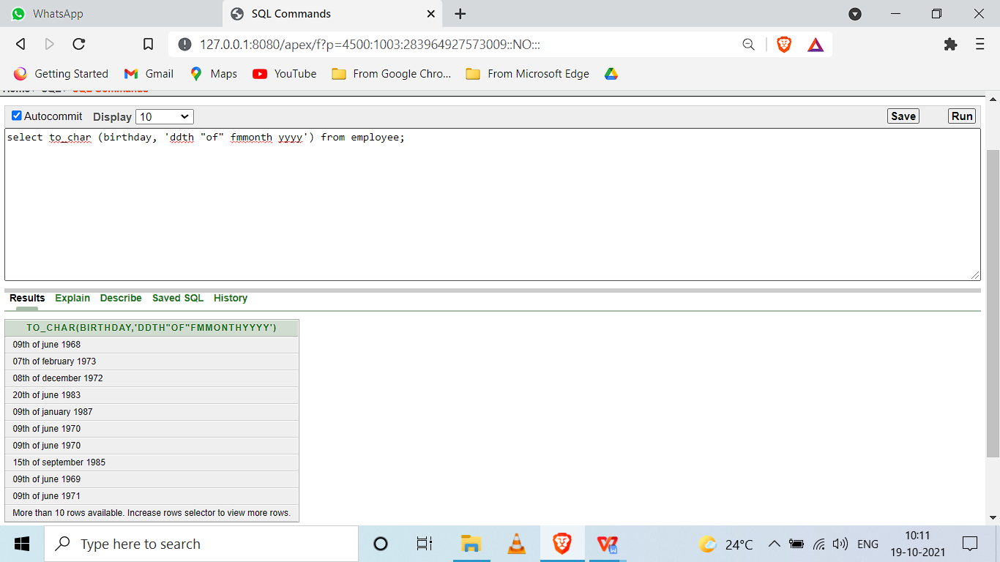 WhatsApp
SQL Commands
127.0.0.1:8080/apex/f?p=4500:1003:283964927573009::NO:::
Getting Started Gmail Maps YouTube From Google Chro... From Microsoft Edge
SQL Commands
Autocommit Display 10 Save Run
select to_char (birthday, 'ddth "of" fmmonth yyyy') from employee;
Results Explain Describe Saved SQL History
TO_CHAR(BIRTHDAY,'DDTH"OF"FMMONTHYYYY')
09th of june 1968
07th of february 1973
08th of december 1972
20th of june 1983
09th of january 1987
09th of june 1970
09th of june 1970
15th of september 1985
09th of june 1969
09th of june 1971
More than 10 rows available. Increase rows selector to view more rows.
Type here to search
24°C ENG
10:11
19-10-2021